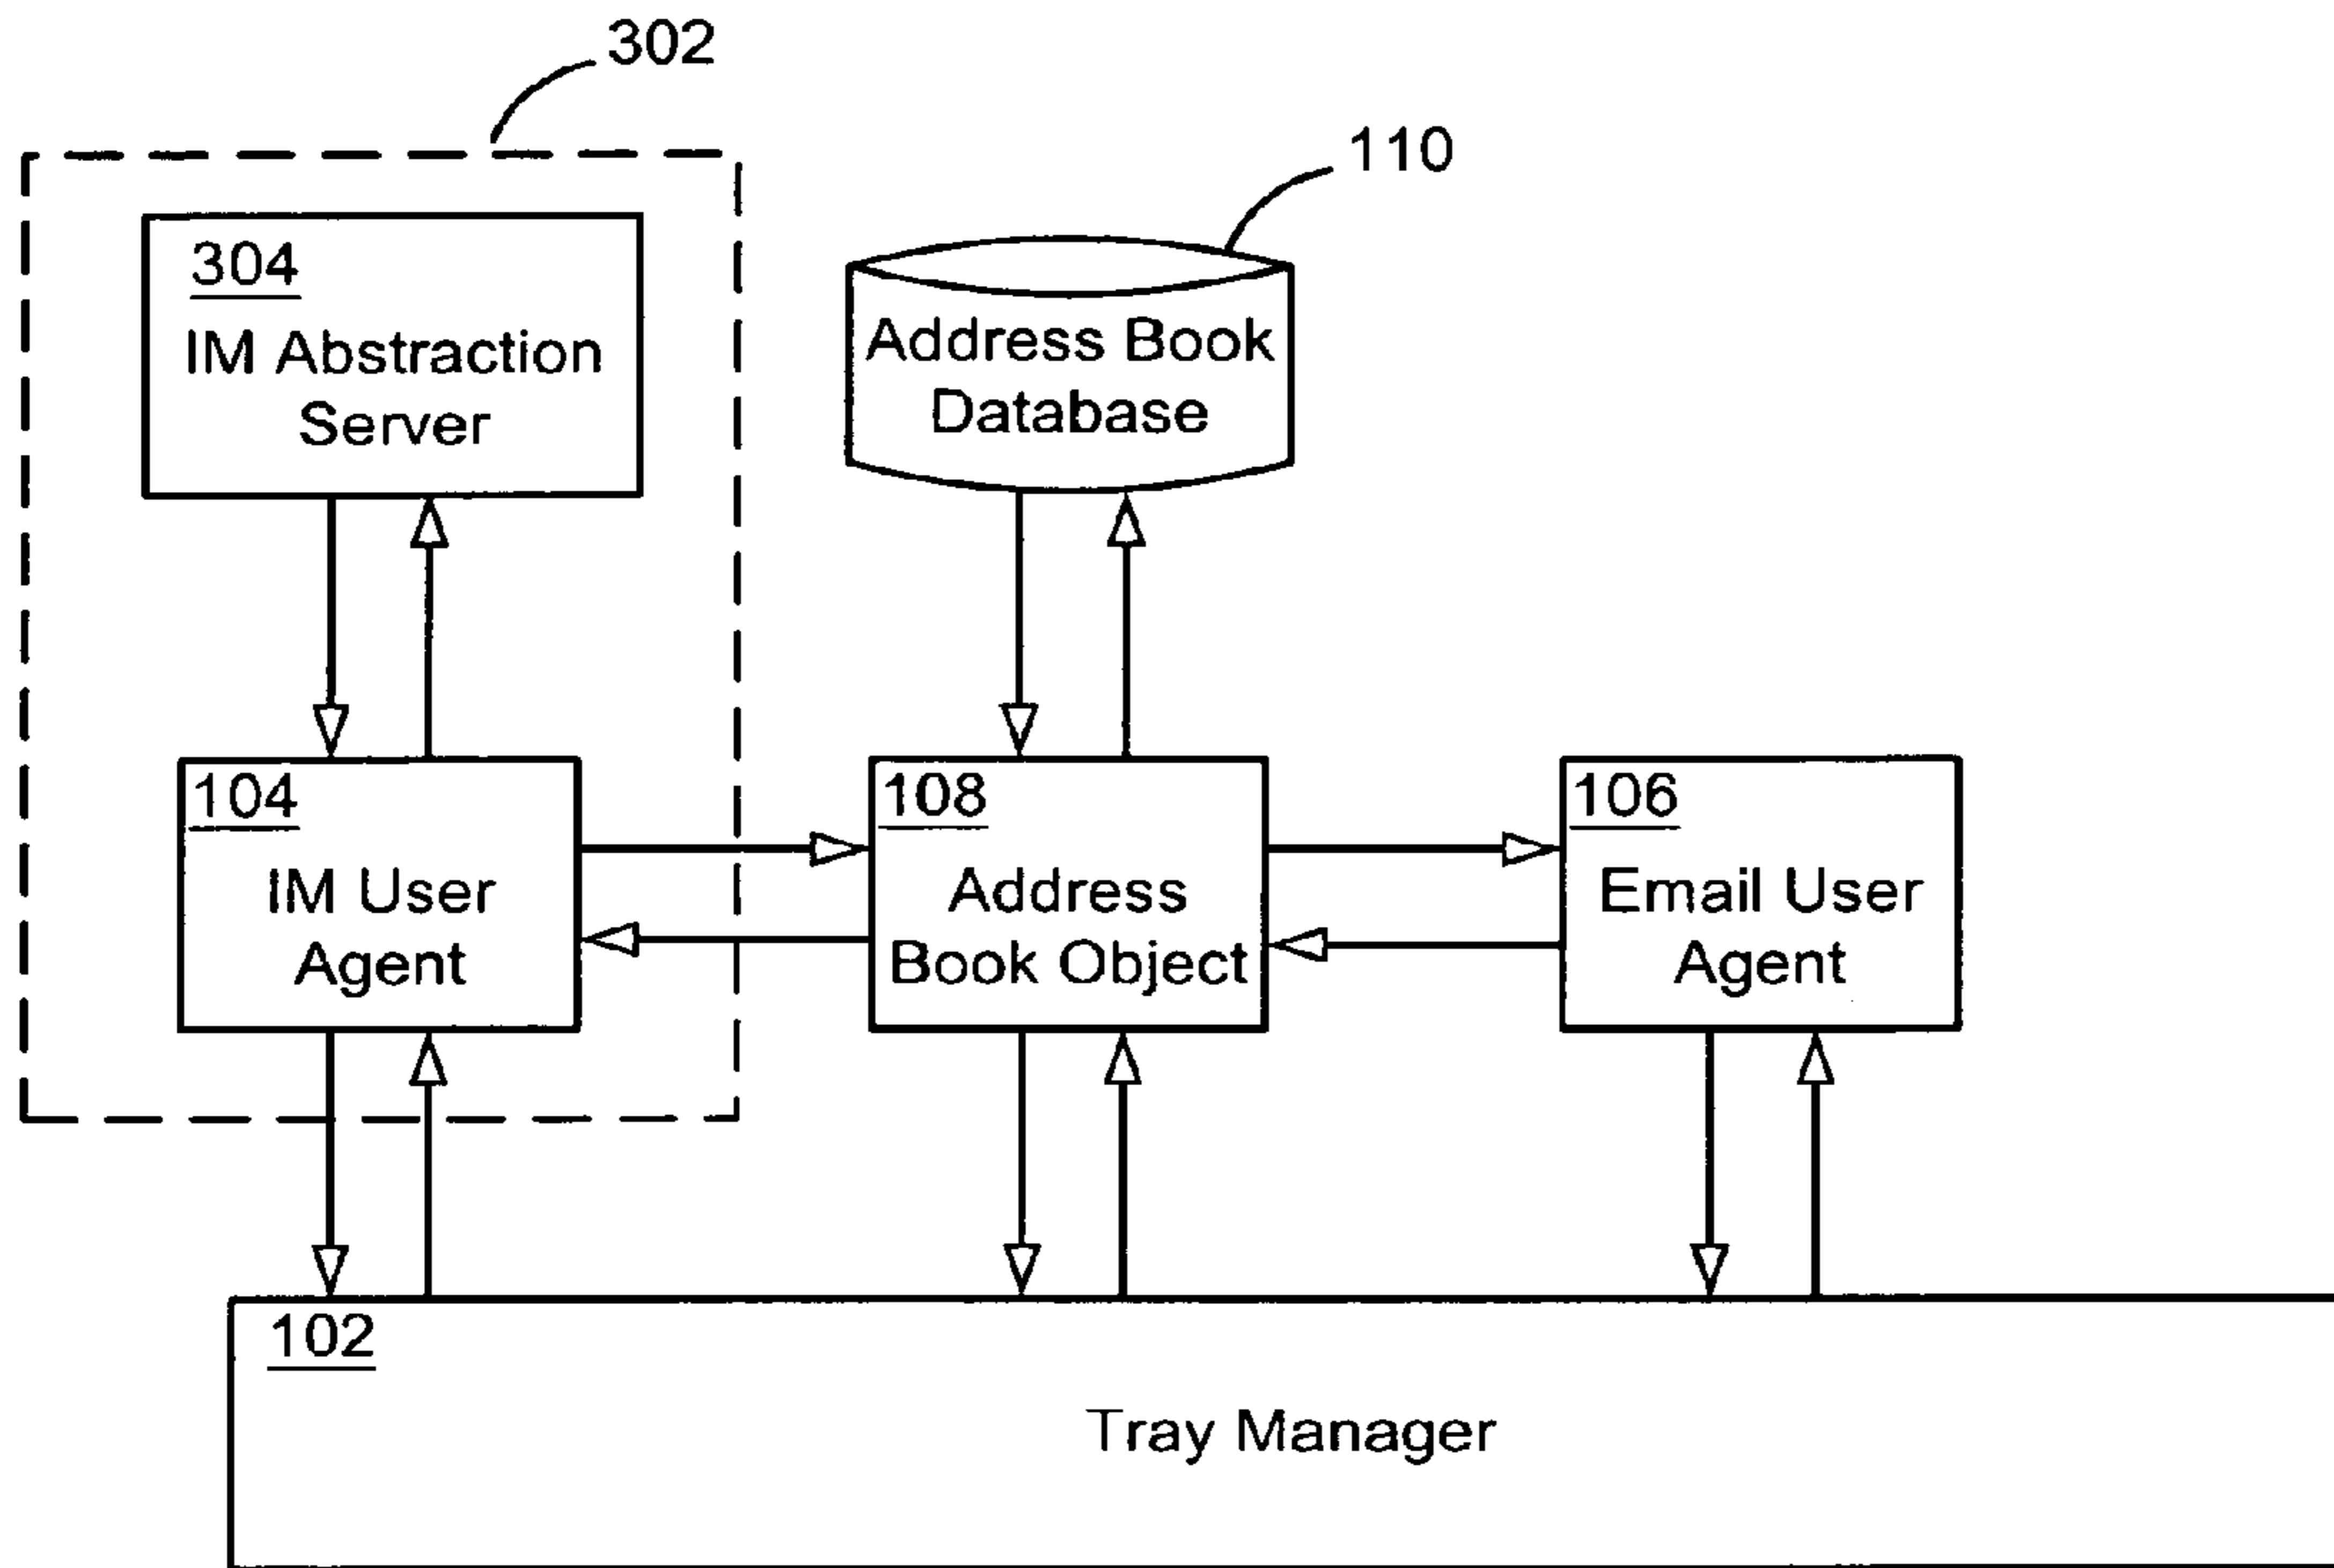 302
110
304
IM Abstraction
Server
Address Book
Database
104
IM User
Agent
108
Address
Book Object
106
Email User
Agent
102
Tray Manager